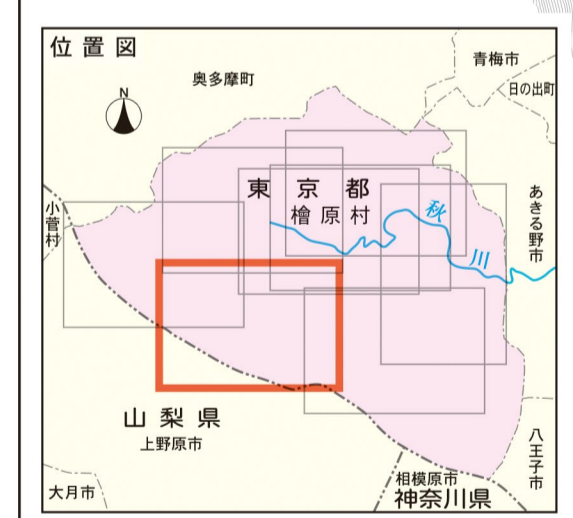 位置図
青梅市
奥多摩町
日の出町
N
東京都
檜原村
秋川
小菅村
あきる野市
山梨県
上野原市
八王子市
大月市
相模原市
神奈川県